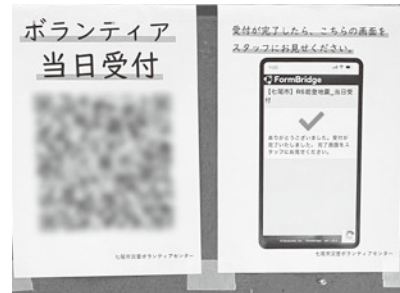 ボランティア
当日受付
七尾市災害ボランティアセンター
受付が完了したら、こちらの画面を
スタッフにお見せください。
FormBridge
【七尾市】R6能登地震_当日受
付
ありがとうございました。受付が
完了いたしました。完了画面をス
タッフにお見せください。
七尾市災害ボランティアセンター